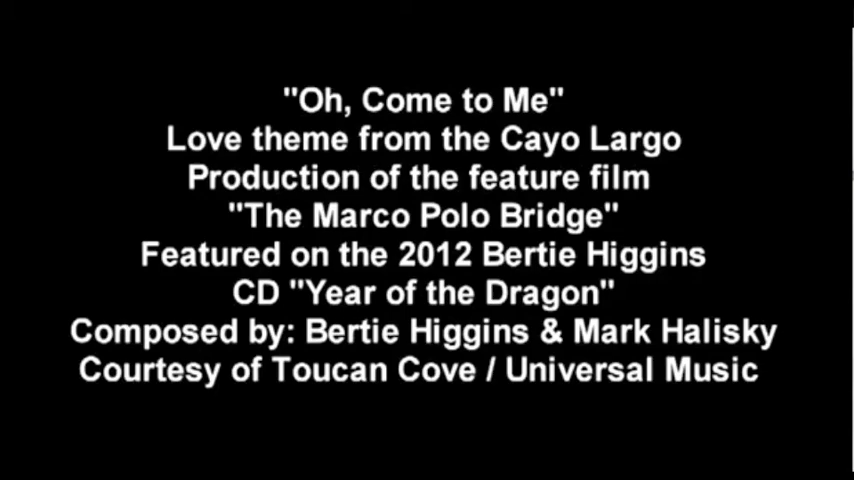 "Oh, Come to Me"
Love theme from the Cayo Largo
Production of the feature film
"The Marco Polo Bridge"
Featured on the 2012 Bertie Higgins
CD "Year of the Dragon"
Composed by: Bertie Higgins & Mark Halisky
Courtesy of Toucan Cove / Universal Music